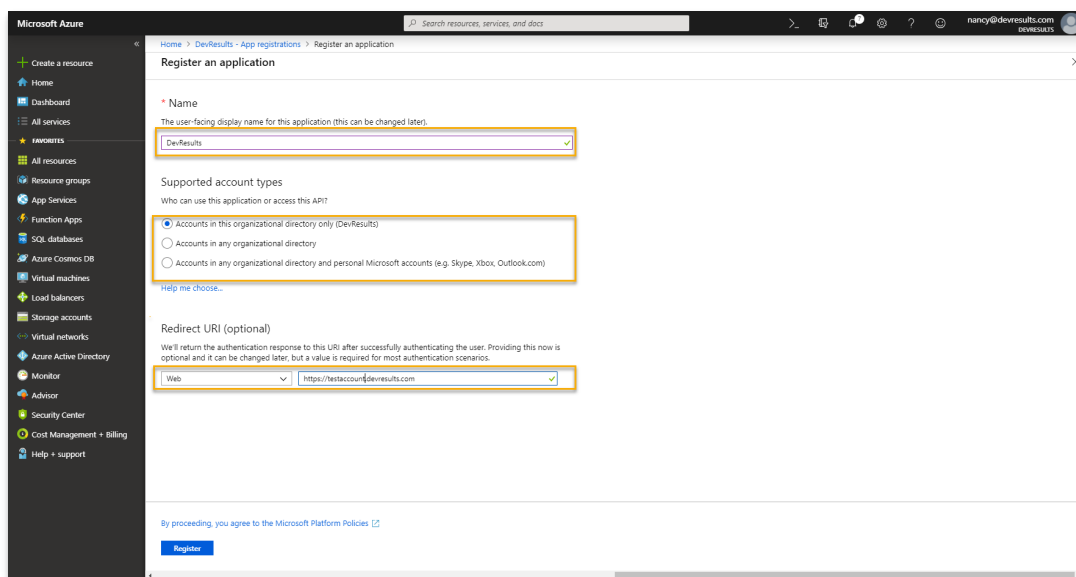 Microsoft Azure
Search resources, services, and docs
nancy@devresults.com
DEVRESULTS
Home > DevResults - App registrations > Register an application
Register an application
Create a resource
Home
Dashboard
All services
FAVORITES
All resources
Resource groups
App Services
Function Apps
SQL databases
Azure Cosmos DB
Virtual machines
Load balancers
Storage accounts
Virtual networks
Azure Active Directory
Monitor
Advisor
Security Center
Cost Management + Billing
Help + support
* Name
The user-facing display name for this application (this can be changed later).
DevResults
Supported account types
Who can use this application or access this API?
Accounts in this organizational directory only (DevResults)
Accounts in any organizational directory
Accounts in any organizational directory and personal Microsoft accounts (e.g. Skype, Xbox, Outlook.com)
Help me choose...
Redirect URI (optional)
We'll return the authentication response to this URI after successfully authenticating the user. Providing this now is
optional and it can be changed later, but a value is required for most authentication scenarios.
Web
https://testaccount.devresults.com
By proceeding, you agree to the Microsoft Platform Policies
Register